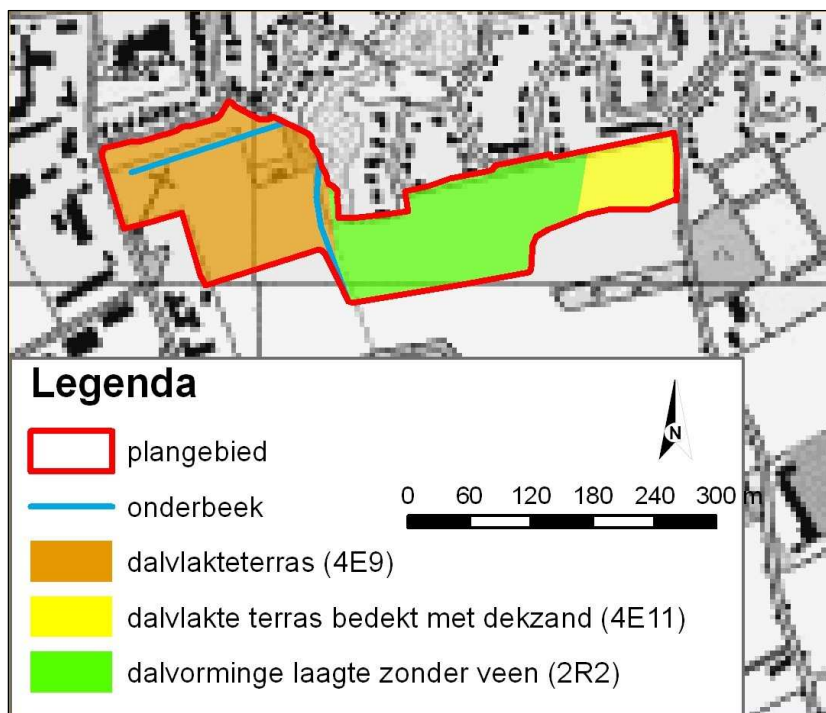 Legenda
plangebied
N
onderbeek
0 60 120 180 240 300 m
dalvlakteterras (4E9)
dalvlakte terras bedekt met dekzand (4E11)
dalvorminge laagte zonder veen (2R2)